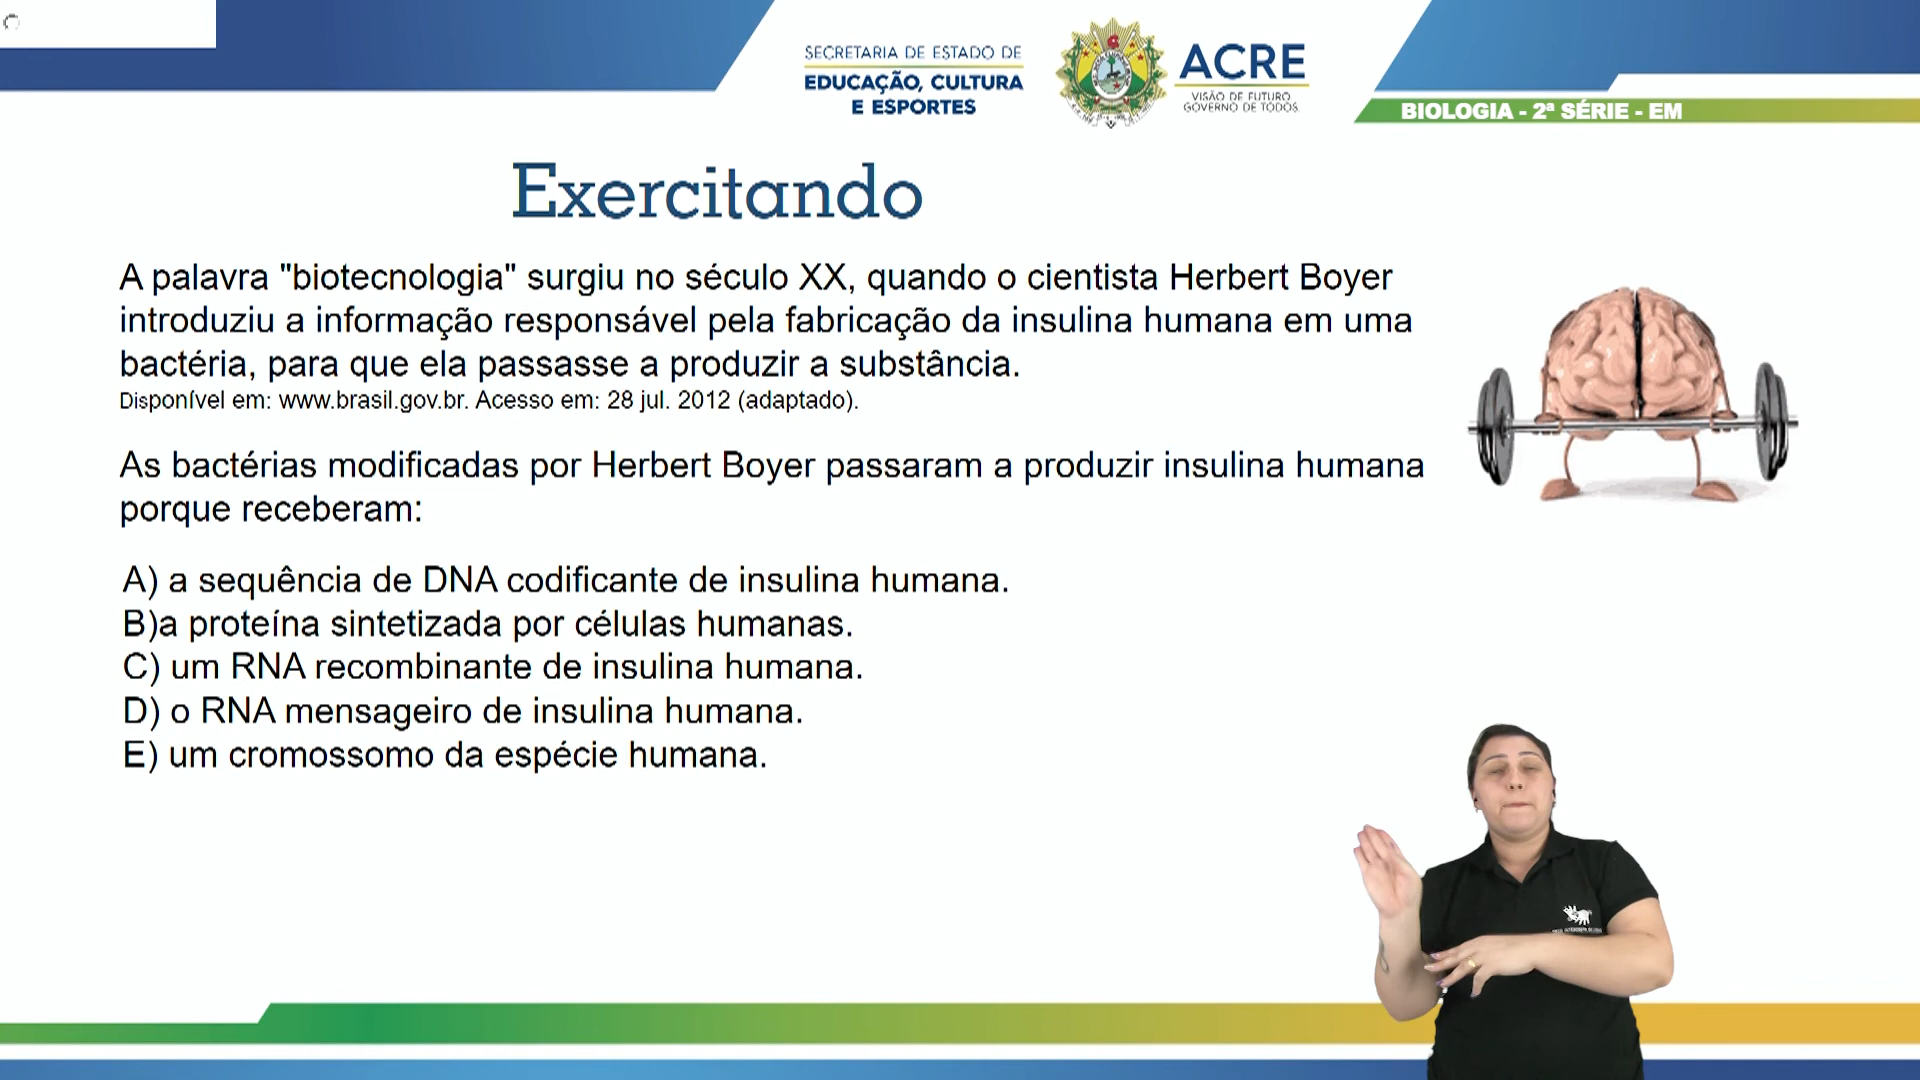 SECRETARIA DE ESTADO DE
EDUCAÇÃO, CULTURA
E ESPORTES
ACRE
VISÃO DE FUTURO
GOVERNO DE TODOS
BIOLOGIA - 2ª SÉRIE - EM
Exercitando
A palavra "biotecnologia" surgiu no século XX, quando o cientista Herbert Boyer
introduziu a informação responsável pela fabricação da insulina humana em uma
bactéria, para que ela passasse a produzir a substância.
Disponível em: www.brasil.gov.br. Acesso em: 28 jul. 2012 (adaptado).
As bactérias modificadas por Herbert Boyer passaram a produzir insulina humana
porque receberam:
A) a sequência de DNA codificante de insulina humana.
B)a proteína sintetizada por células humanas.
C) um RNA recombinante de insulina humana.
D) o RNA mensageiro de insulina humana.
E) um cromossomo da espécie humana.